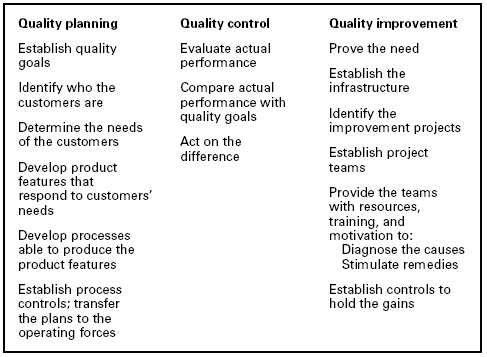 Quality planning
Establish quality
goals
Identify who the
customers are
Determine the needs
of the customers
Develop product
features that
respond to customers’
needs
Develop processes
able to produce the
product features
Establish process
controls; transfer
the plans to the
operating forces
Quality control
Evaluate actual
performance
Compare actual
performance with
quality goals
Act on the
difference
Quality improvement
Prove the need
Establish the
infrastructure
Identify the
improvement projects
Establish project
teams
Provide the teams
with resources,
training, and
motivation to:
Diagnose the causes
Stimulate remedies
Establish controls to
hold the gains